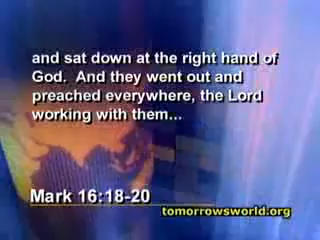 and sat down at the right hand of
God.  And they went out and
preached everywhere, the Lord
working with them...
Mark 16:18-20
tomorrowsworld.org